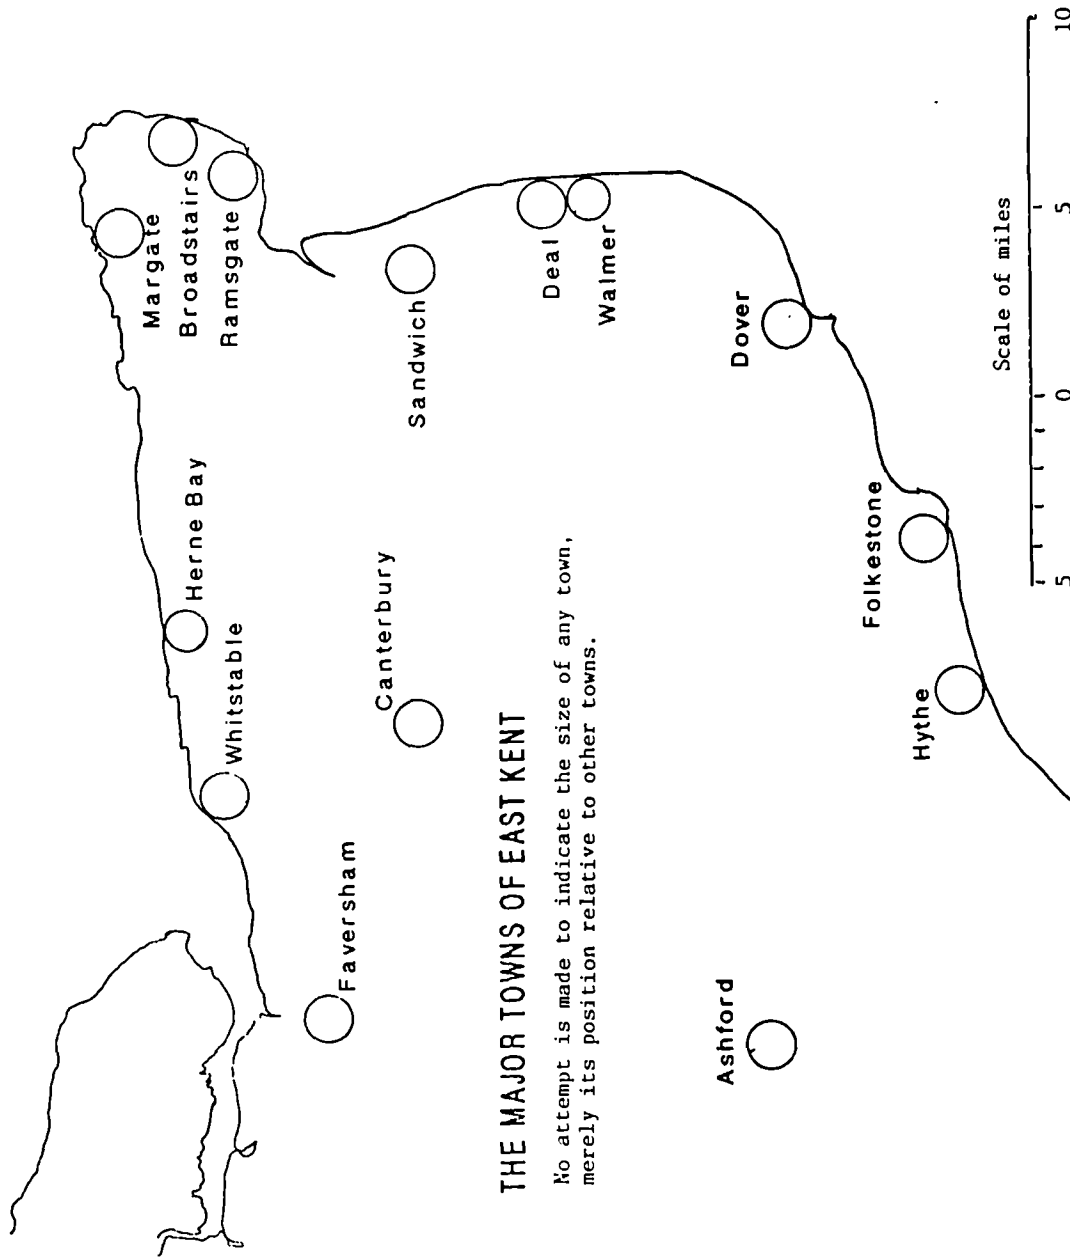 Margate
Broadstairs
Ramsgate
Herne Bay
Whitstable
Faversham
Canterbury
Sandwich
Deal
Walmer
Dover
Folkestone
Hythe
Ashford
THE MAJOR TOWNS OF EAST KENT
No attempt is made to indicate the size of any town,
merely its position relative to other towns.
Scale of miles
5 0 5 10